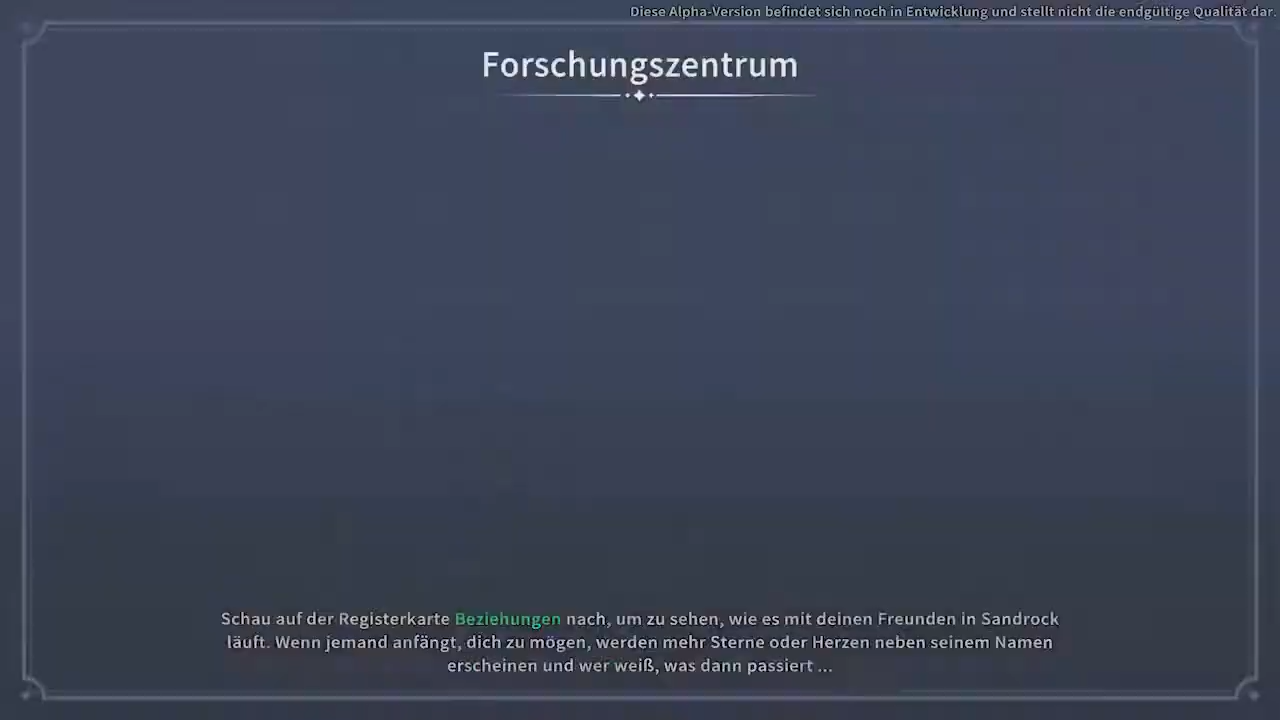 Diese Alpha-Version befindet sich noch in Entwicklung und stellt nicht die endgültige Qualität dar.
Forschungszentrum
Schau auf der Registerkarte Beziehungen nach, um zu sehen, wie es mit deinen Freunden in Sandrock
läuft. Wenn jemand anfängt, dich zu mögen, werden mehr Sterne oder Herzen neben seinem Namen
erscheinen und wer weiß, was dann passiert ...